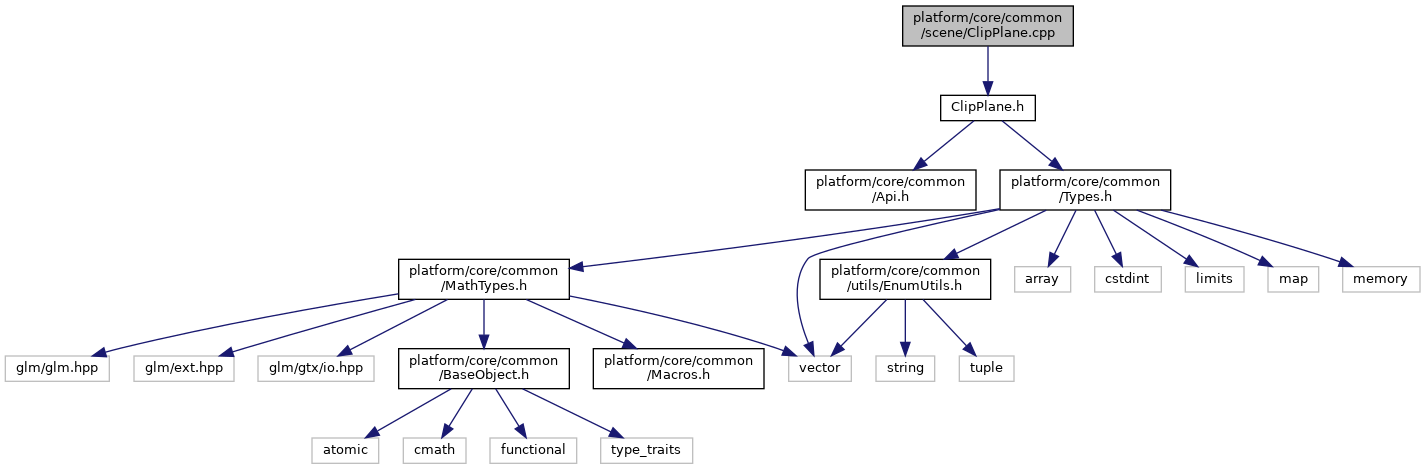 platform/core/common
/scene/ClipPlane.cpp
ClipPlane.h
platform/core/common
/Api.h
platform/core/common
/Types.h
platform/core/common
/MathTypes.h
platform/core/common
/utils/EnumUtils.h
array
cstdint
limits
map
memory
glm/glm.hpp
glm/ext.hpp
glm/gtx/io.hpp
platform/core/common
/BaseObject.h
platform/core/common
/Macros.h
vector
string
tuple
atomic
cmath
functional
type_traits